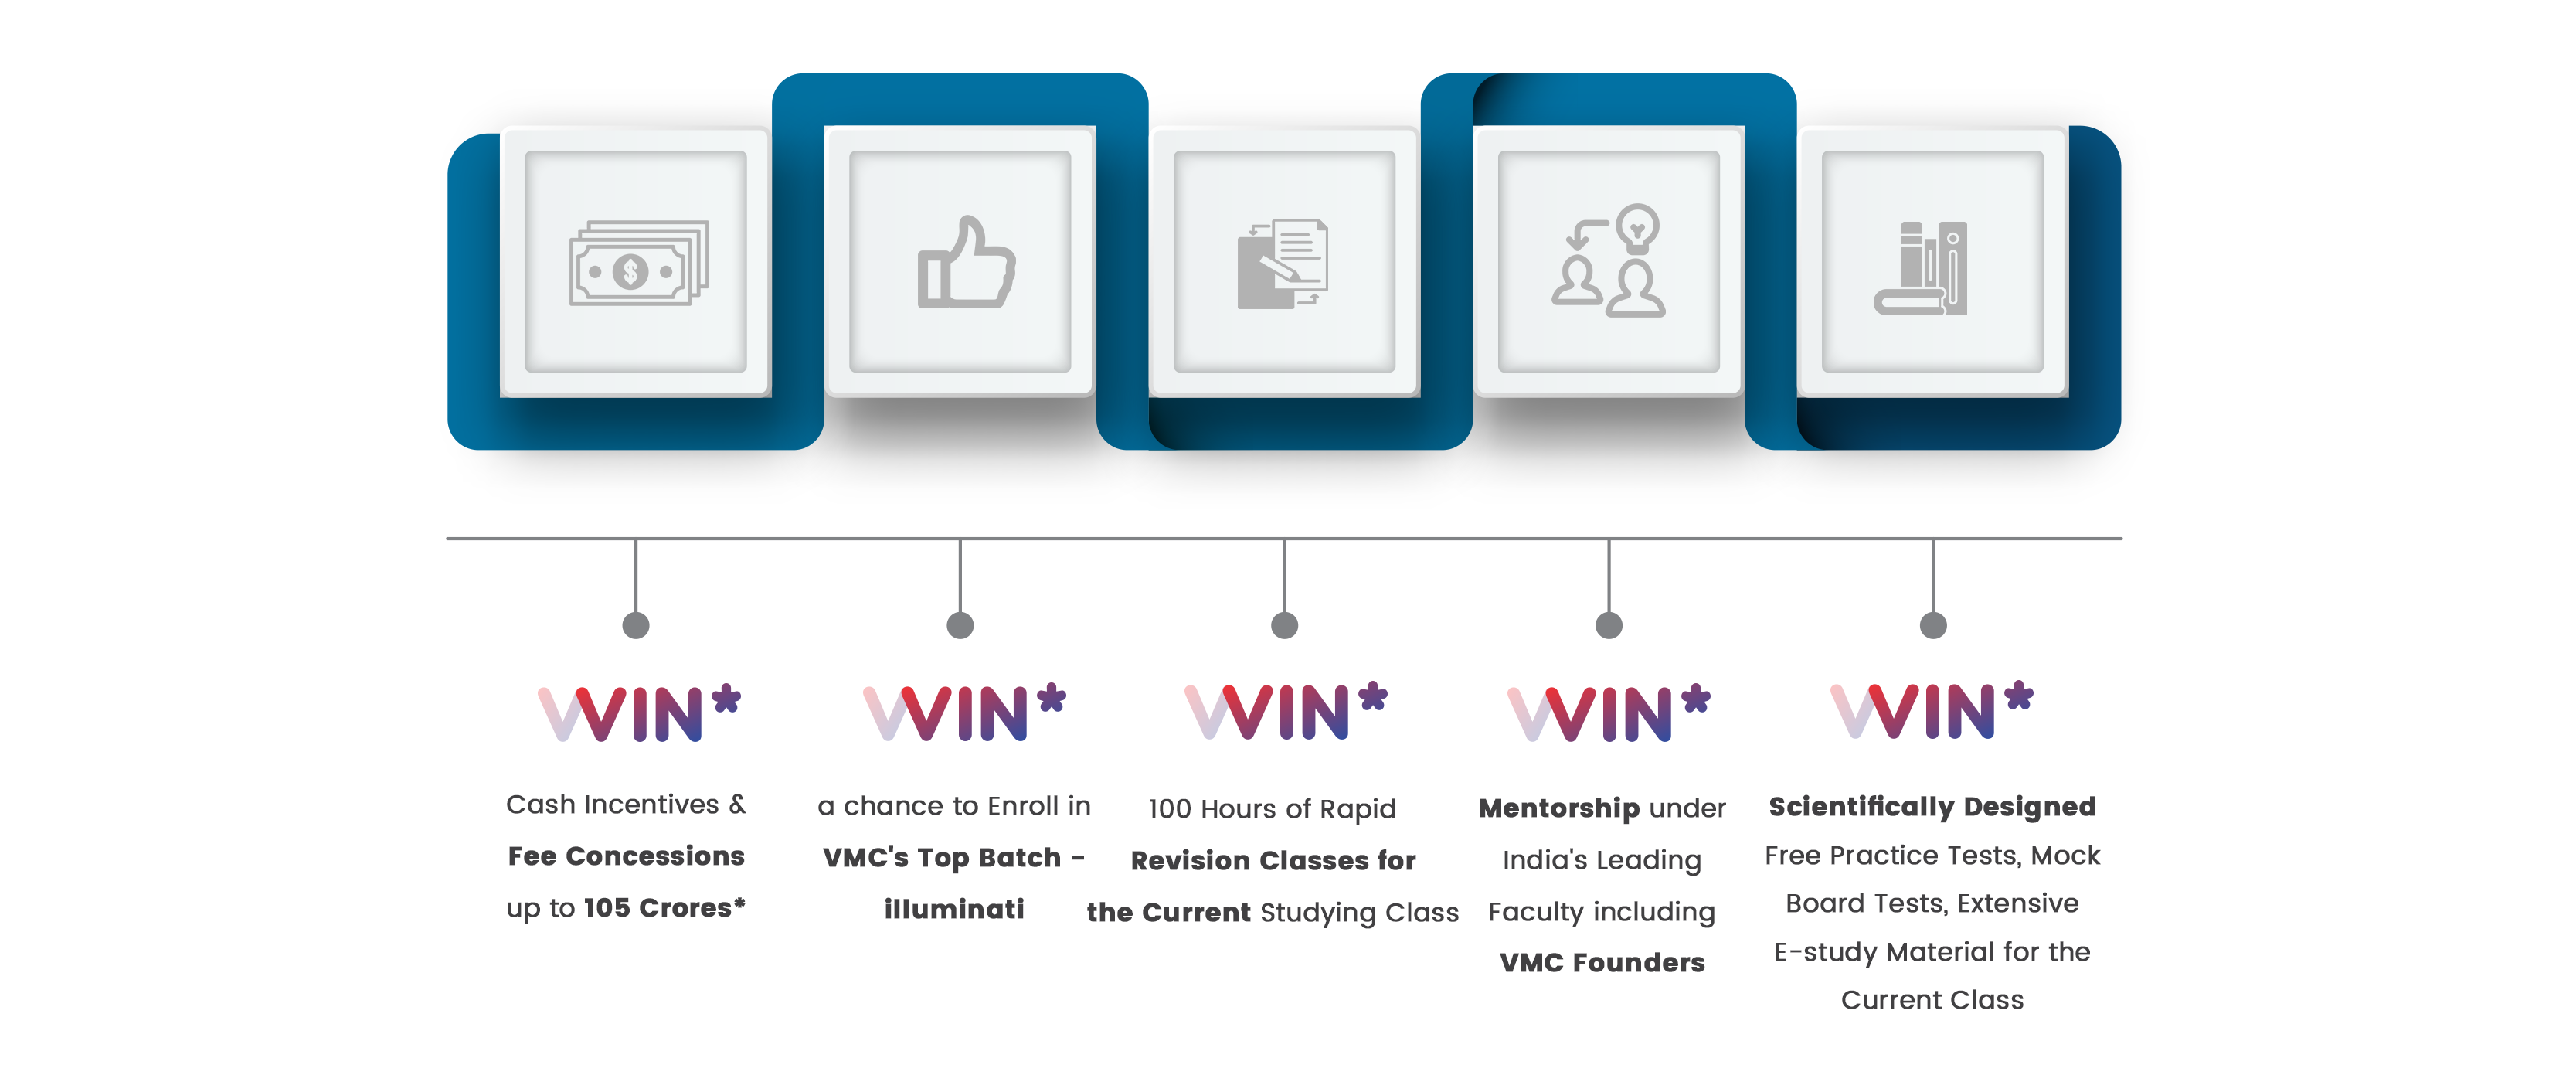 WIN*
Cash Incentives &
Fee Concessions
up to 105 Crores*
WIN*
a chance to Enroll in
VMC's Top Batch -
illuminati
WIN*
100 Hours of Rapid
Revision Classes for
the Current Studying Class
WIN*
Mentorship under
India's Leading
Faculty including
VMC Founders
WIN*
Scientifically Designed
Free Practice Tests, Mock
Board Tests, Extensive
E-study Material for the
Current Class